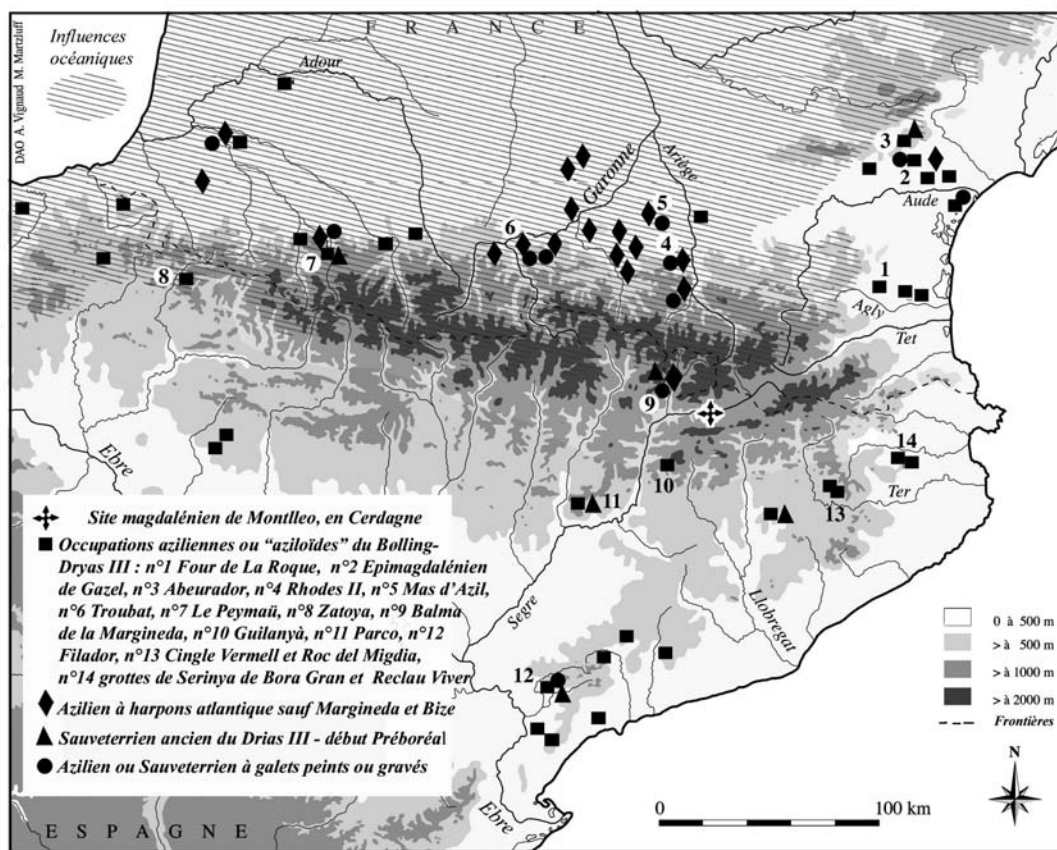 DAO A. Vignaud M. Martzluff
Influences
océaniques
FRANCE
Adour
Garonne
Ariège
3
2
Aude
5
6
4
7
8
1
Agly
Tet
9
Ebre
14
10
11
Ter
13
Segre
Llobregat
12
Site magdalénien de Montlleo, en Cerdagne
Occupations aziliennes ou “aziloïdes” du Bolling-
Dryas III : n°1 Four de La Roque, n°2 Epimagdalénien
de Gazel, n°3 Abeurador, n°4 Rhodes II, n°5 Mas d’Azil,
n°6 Troubat, n°7 Le Peymaü, n°8 Zatoya, n°9 Balma
de la Margineda, n°10 Guilanyà, n°11 Parco, n°12
Filador, n°13 Cingle Vermell et Roc del Migdia,
n°14 grottes de Serinya de Bora Gran et Reclau Viver
Azilien à harpons atlantique sauf Margineda et Bize
Sauveterrien ancien du Drias III - début Préboréal
Azilien ou Sauveterrien à galets peints ou gravés
0 à 500 m
> à 500 m
> à 1000 m
> à 2000 m
Frontières
N
0 100 km
Ebre
ESPAGNE